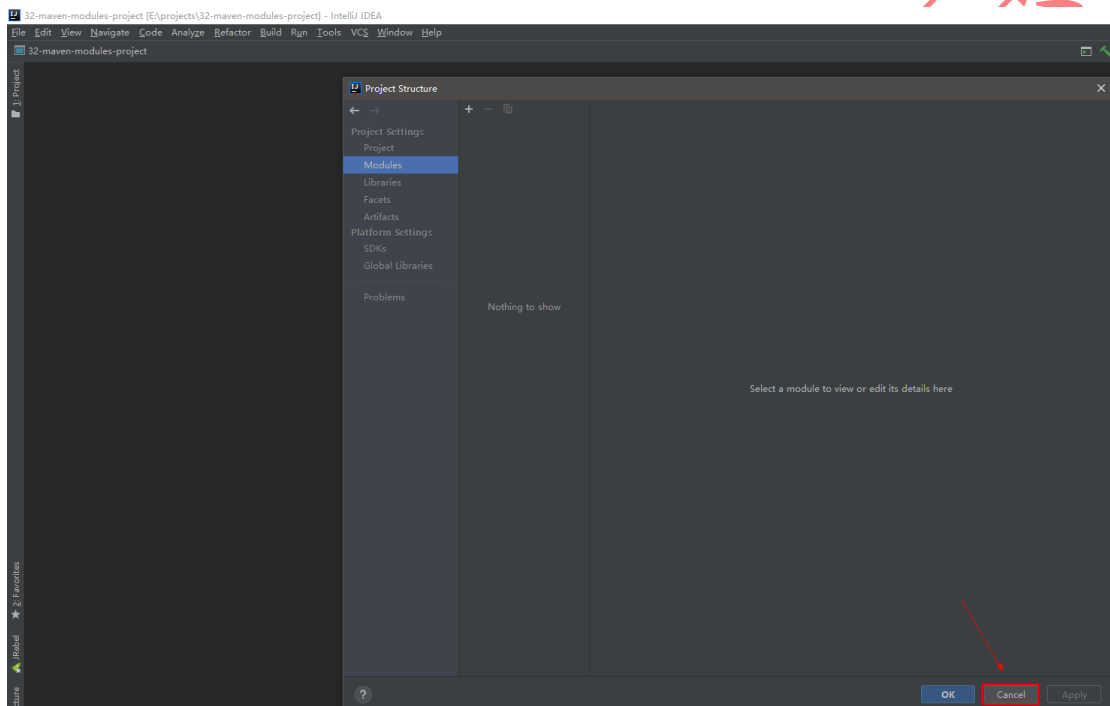 32-maven-modules-project [E:\projects\32-maven-modules-project] - IntelliJ IDEA
File Edit View Navigate Code Analyze Refactor Build Run Tools VCS Window Help
32-maven-modules-project
1: Project
Project Structure
Project Settings
Project
Modules
Libraries
Facets
Artifacts
Platform Settings
SDKs
Global Libraries
Problems
Nothing to show
Select a module to view or edit its details here
2: Favorites
JRebel
?
OK Cancel Apply